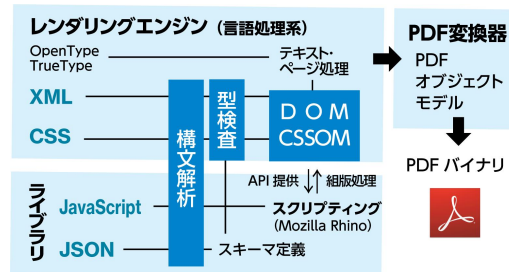 レンダリングエンジン（言語処理系）
OpenType
TrueType
テキスト・
ページ処理
XML
CSS
構文解析
型検査
DOM
CSSOM
API 提供
組版処理
ライブラリ
JavaScript
スクリプティング
（Mozilla Rhino）
JSON
スキーマ定義
PDF変換器
PDF
オブジェクト
モデル
PDF バイナリ